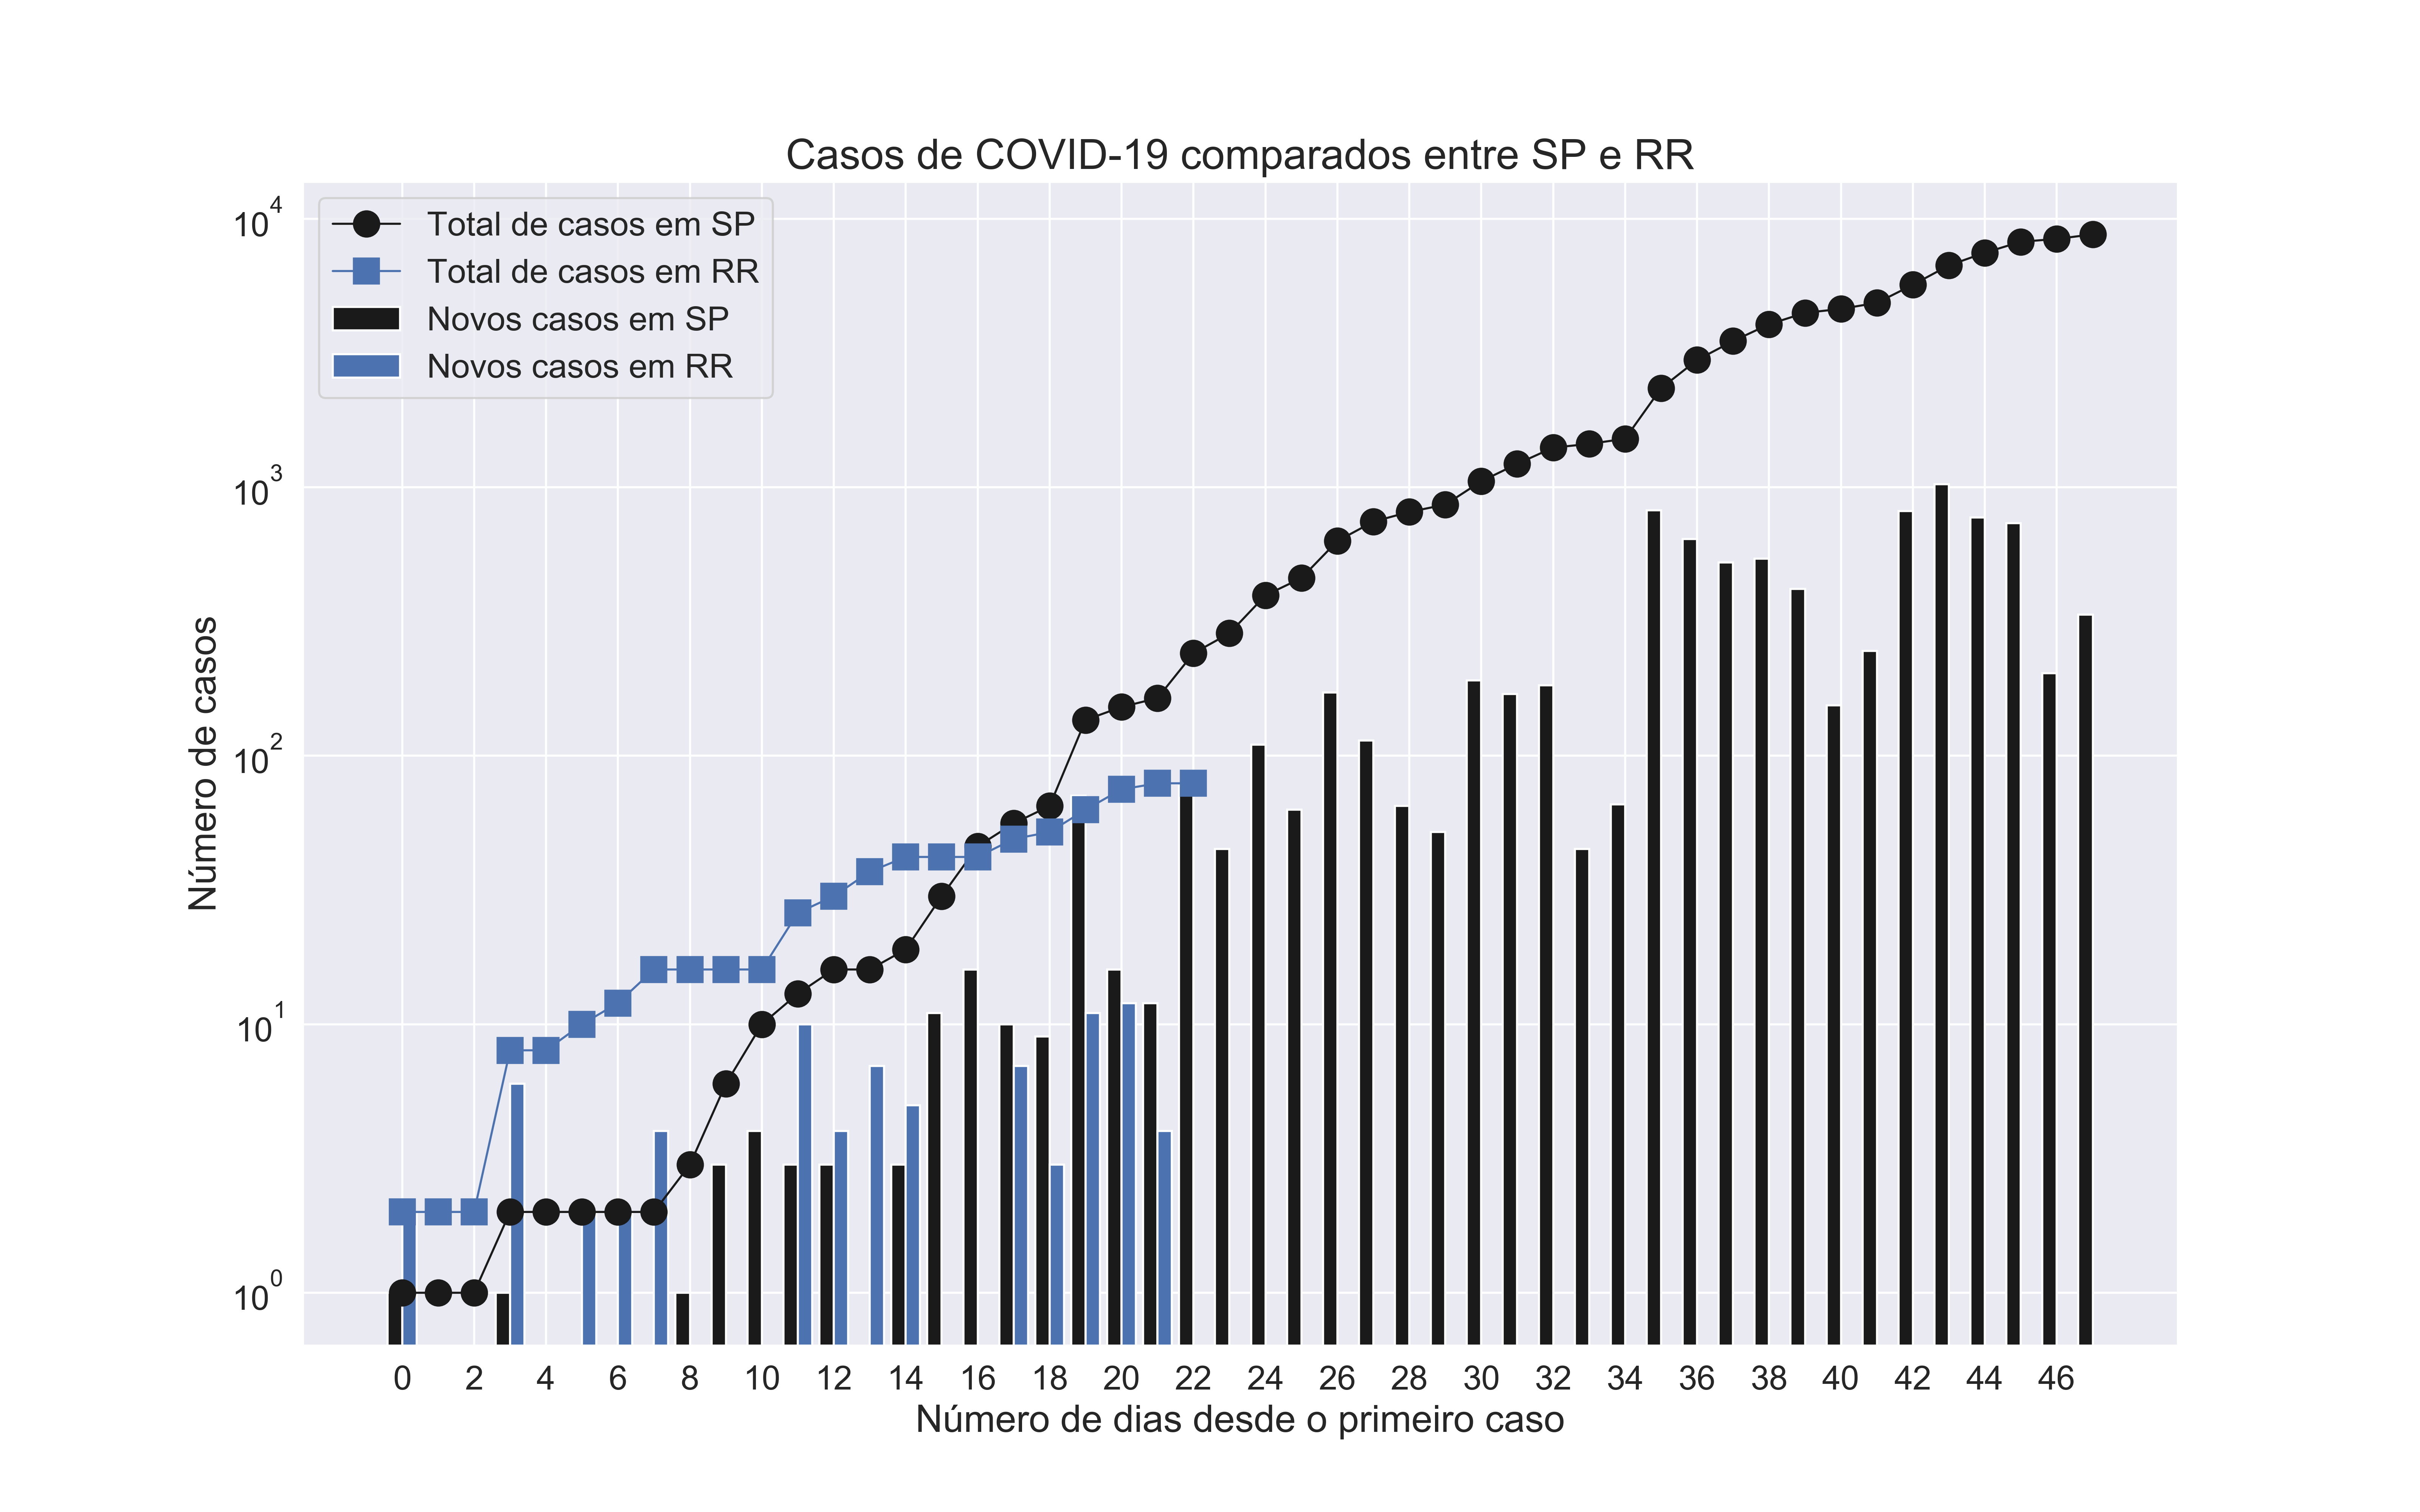 Casos de COVID-19 comparados entre SP e RR
Total de casos em SP
Total de casos em RR
Novos casos em SP
Novos casos em RR
Número de casos
10^4
10^3
10^2
10^1
10^0
0 2 4 6 8 10 12 14 16 18 20 22 24 26 28 30 32 34 36 38 40 42 44 46
Número de dias desde o primeiro caso